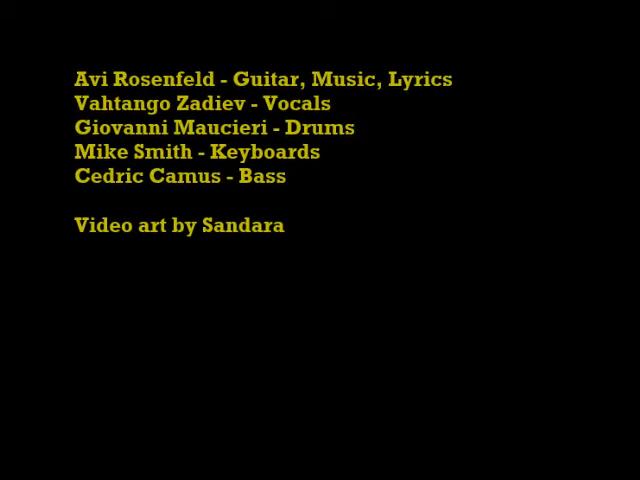 Avi Rosenfeld - Guitar, Music, Lyrics
Vahtango Zadiev - Vocals
Giovanni Maucieri - Drums
Mike Smith - Keyboards
Cedric Camus - Bass
Video art by Sandara